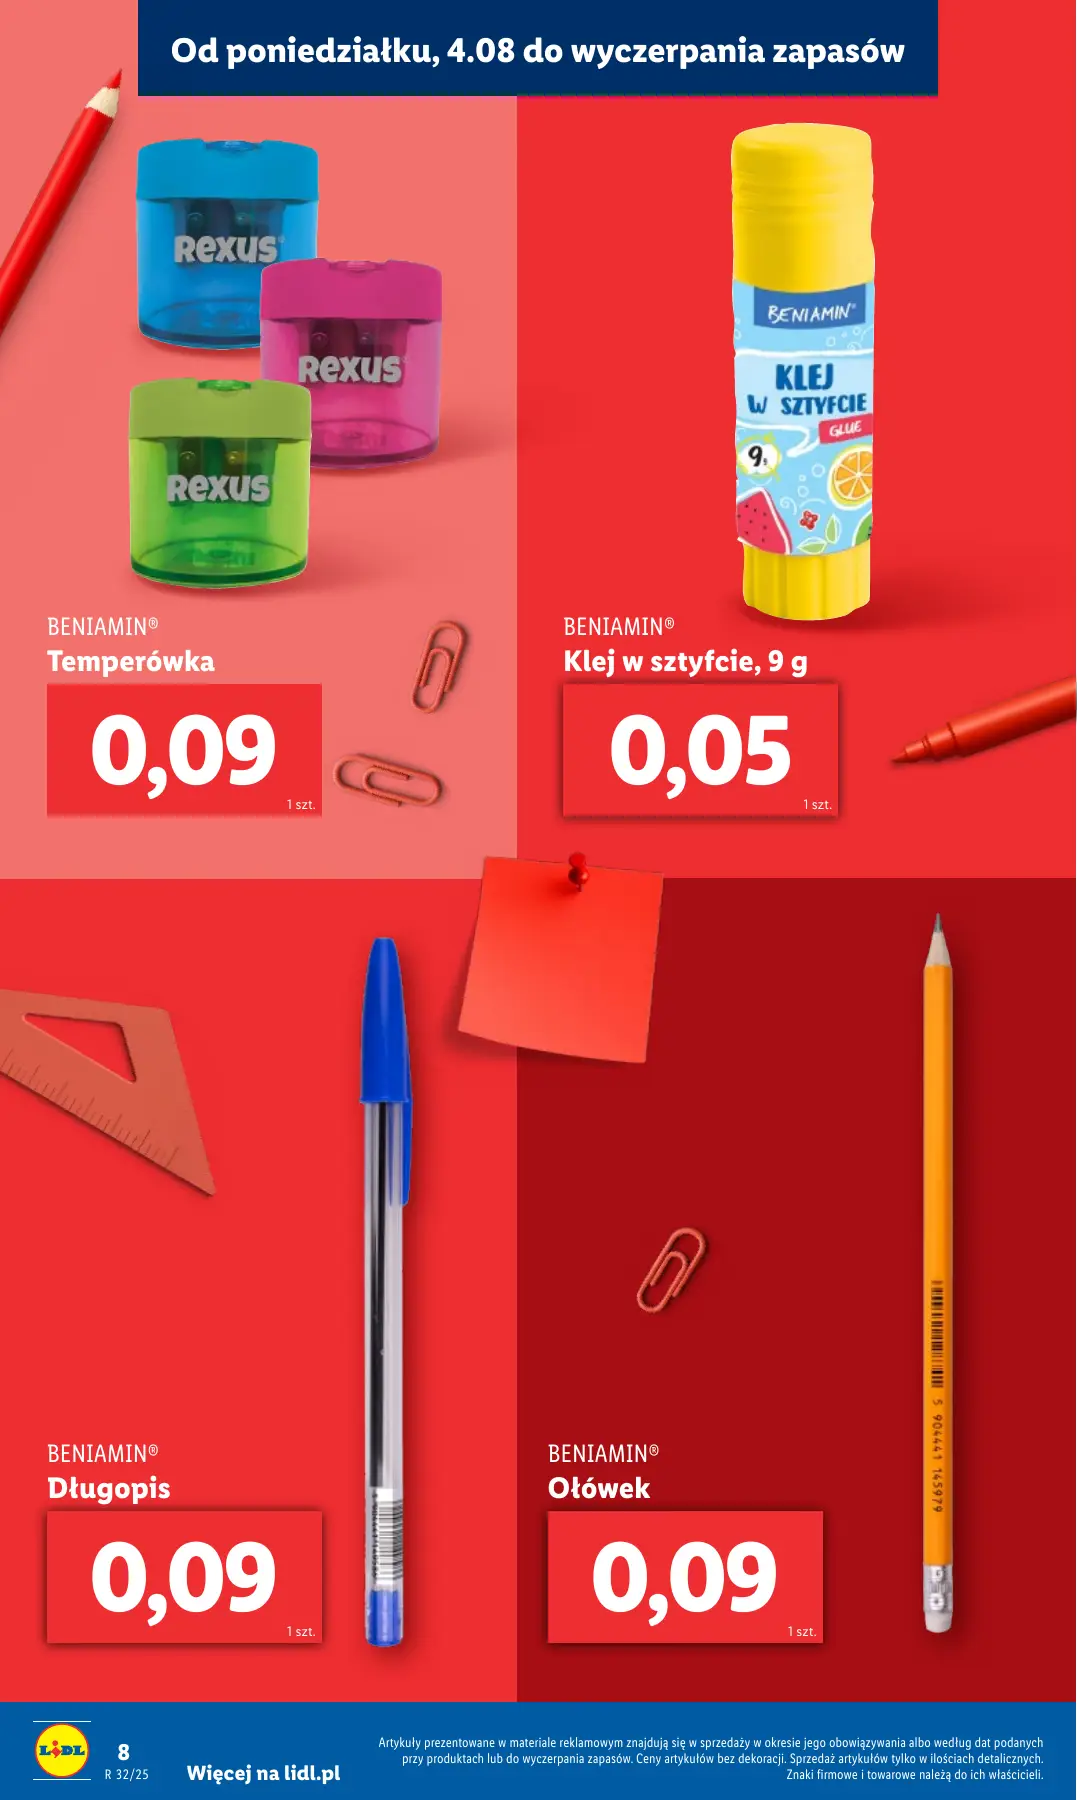 Od poniedziałku, 4.08 do wyczerpania zapasów
Rexus
Rexus
Rexus
BENIAMIN®
KLEJ
W SZTYFCIE
GLUE
9g
BENIAMIN®
Temperówka
0,09
1 szt.
BENIAMIN®
Klej w sztyfcie, 9 g
0,05
1 szt.
BENIAMIN®
Długopis
0,09
1 szt.
5 904441 145979
BENIAMIN®
Ołówek
0,09
1 szt.
LIDL
8
R 32/25
Więcej na lidl.pl
Artykuły prezentowane w materiale reklamowym znajdują się w sprzedaży w okresie jego obowiązywania albo według dat podanych
przy produktach lub do wyczerpania zapasów. Ceny artykułów bez dekoracji. Sprzedaż artykułów tylko w ilościach detalicznych.
Znaki firmowe i towarowe należą do ich właścicieli.